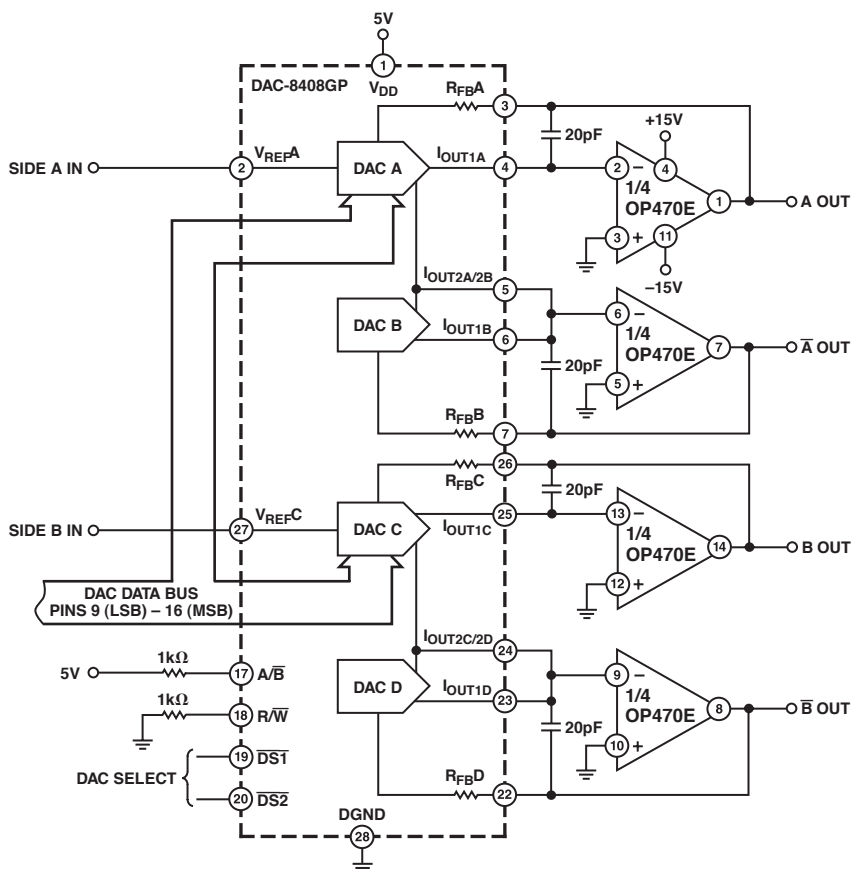 5V
1
DAC-8408GP
VDD
RFBA
3
20pF
+15V
4
SIDE A IN
2
VREFA
DAC A
IOUT1A
4
2
–
1/4
OP470E
1
A OUT
3
+
11
–15V
IOUT2A/2B
5
DAC B
IOUT1B
6
6
–
1/4
OP470E
7
A̅ OUT
20pF
5
+
RFBB
7
26
RFBC
20pF
SIDE B IN
27
VREFC
DAC C
25
IOUT1C
13
–
1/4
OP470E
14
B OUT
12
+
DAC DATA BUS
PINS 9 (LSB) – 16 (MSB)
IOUT2C/2D
24
5V
1kΩ
17
A/B̅
DAC D
IOUT1D
23
9
–
1/4
OP470E
8
B̅ OUT
1kΩ
18
R/W̅
20pF
10
+
DAC SELECT
19
D̅S̅1̅
20
D̅S̅2̅
RFBD
22
DGND
28